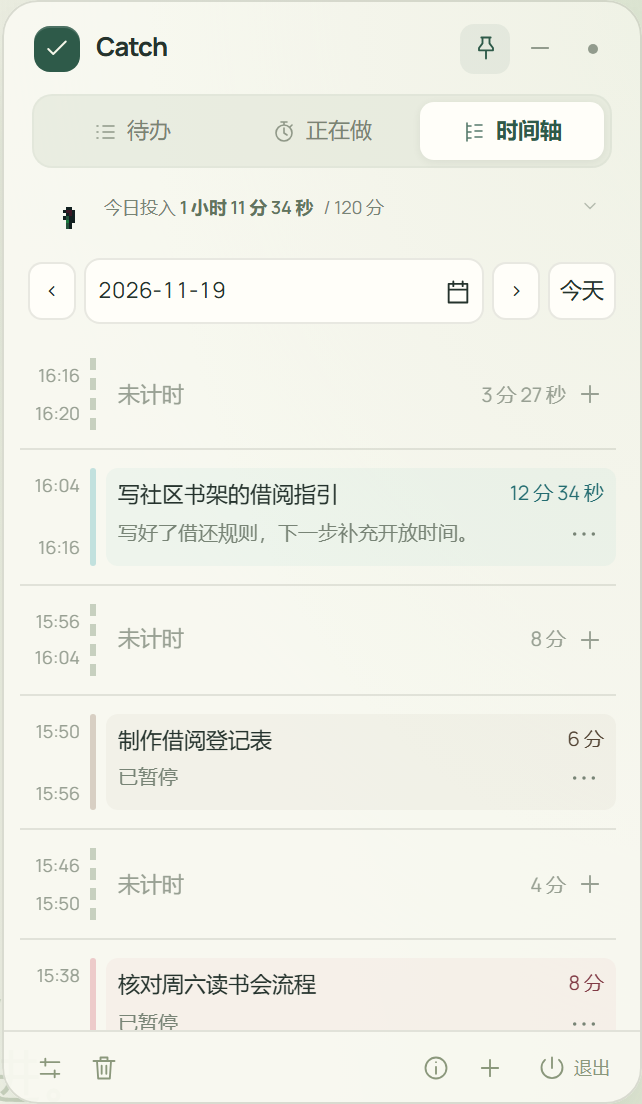 Catch
待办 正在做 时间轴
今日投入 1 小时 11 分 34 秒 / 120 分
2026-11-19 今天
16:16
未计时 3 分 27 秒
16:20
16:04
写社区书架的借阅指引 12 分 34 秒
写好了借还规则，下一步补充开放时间。
16:16
15:56
未计时 8 分
16:04
15:50
制作借阅登记表 6 分
已暂停
15:56
15:46
未计时 4 分
15:50
15:38
核对周六读书会流程 8 分
已暂停
退出